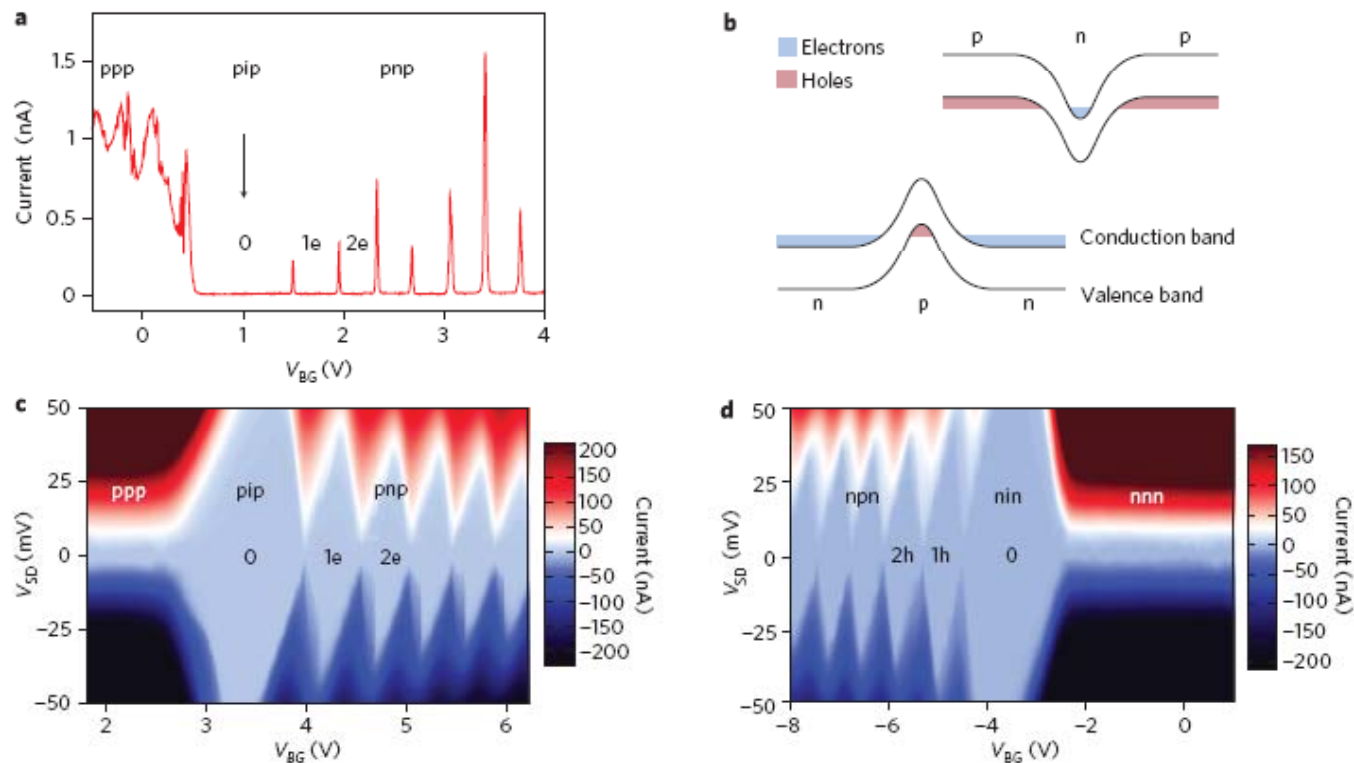 a
Current (nA)
1.5
1
0.5
0
ppp
pip
pnp
0
1e
2e
0
1
2
3
4
V_BG (V)
b
Electrons
Holes
p
n
p
Conduction band
Valence band
n
p
n
c
V_SD (mV)
50
25
0
−25
−50
ppp
pip
pnp
0
1e
2e
2
3
4
5
6
V_BG (V)
200
150
100
50
0
−50
−100
−150
−200
Current (nA)
d
V_SD (mV)
50
25
0
−25
−50
npn
nin
nnn
2h
1h
0
−8
−6
−4
−2
0
V_BG (V)
150
100
50
0
−50
−100
−150
−200
Current (nA)